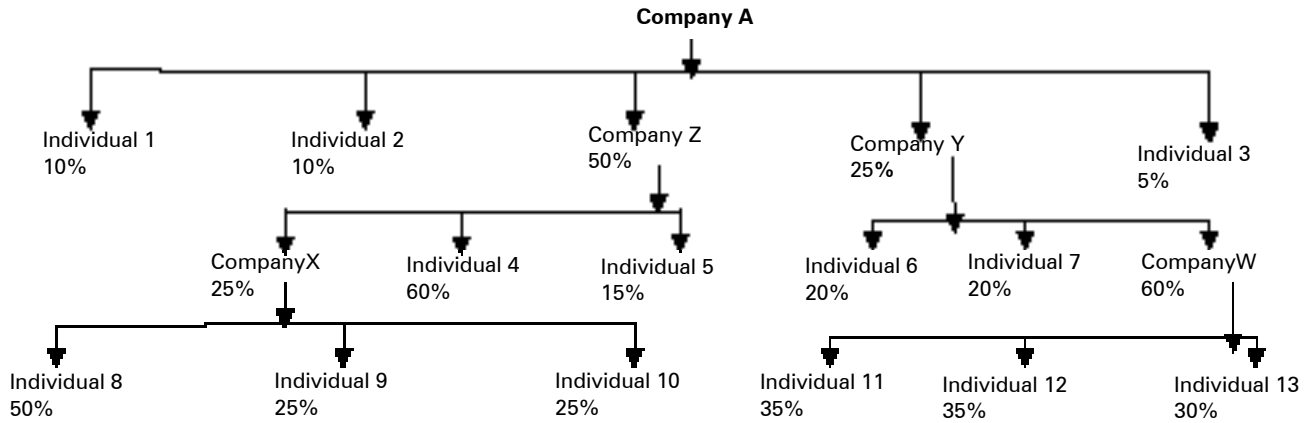 Company A
Individual 1
10%
Individual 2
10%
Company Z
50%
Company Y
25%
Individual 3
5%
CompanyX
25%
Individual 4
60%
Individual 5
15%
Individual 6
20%
Individual 7
20%
CompanyW
60%
Individual 8
50%
Individual 9
25%
Individual 10
25%
Individual 11
35%
Individual 12
35%
Individual 13
30%